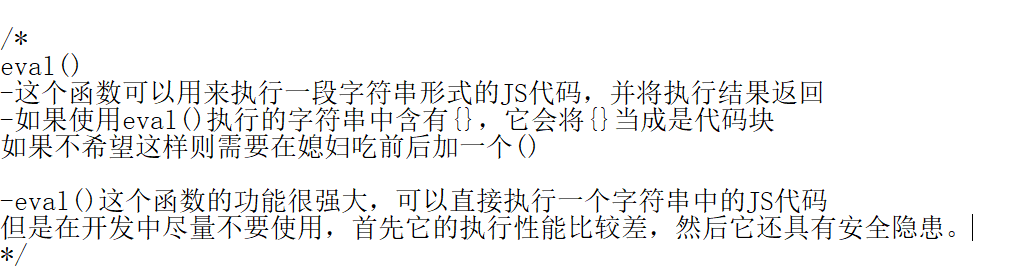 /*
eval()
-这个函数可以用来执行一段字符串形式的JS代码，并将执行结果返回
-如果使用eval()执行的字符串中含有{}，它会将{}当成是代码块
如果不希望这样则需要在媳妇吃前后加一个()
-eval()这个函数的功能很强大，可以直接执行一个字符串中的JS代码
但是在开发中尽量不要使用，首先它的执行性能比较差，然后它还具有安全隐患。
*/